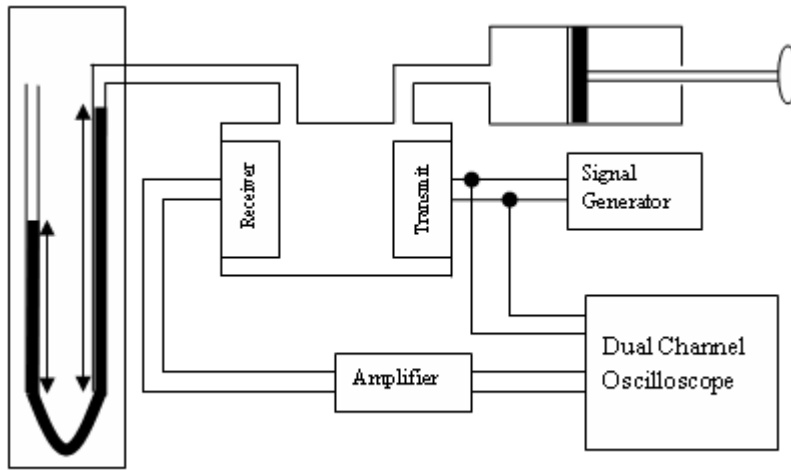 Receiver
Transmit
Signal
Generator
Dual Channel
Oscilloscope
Amplifier